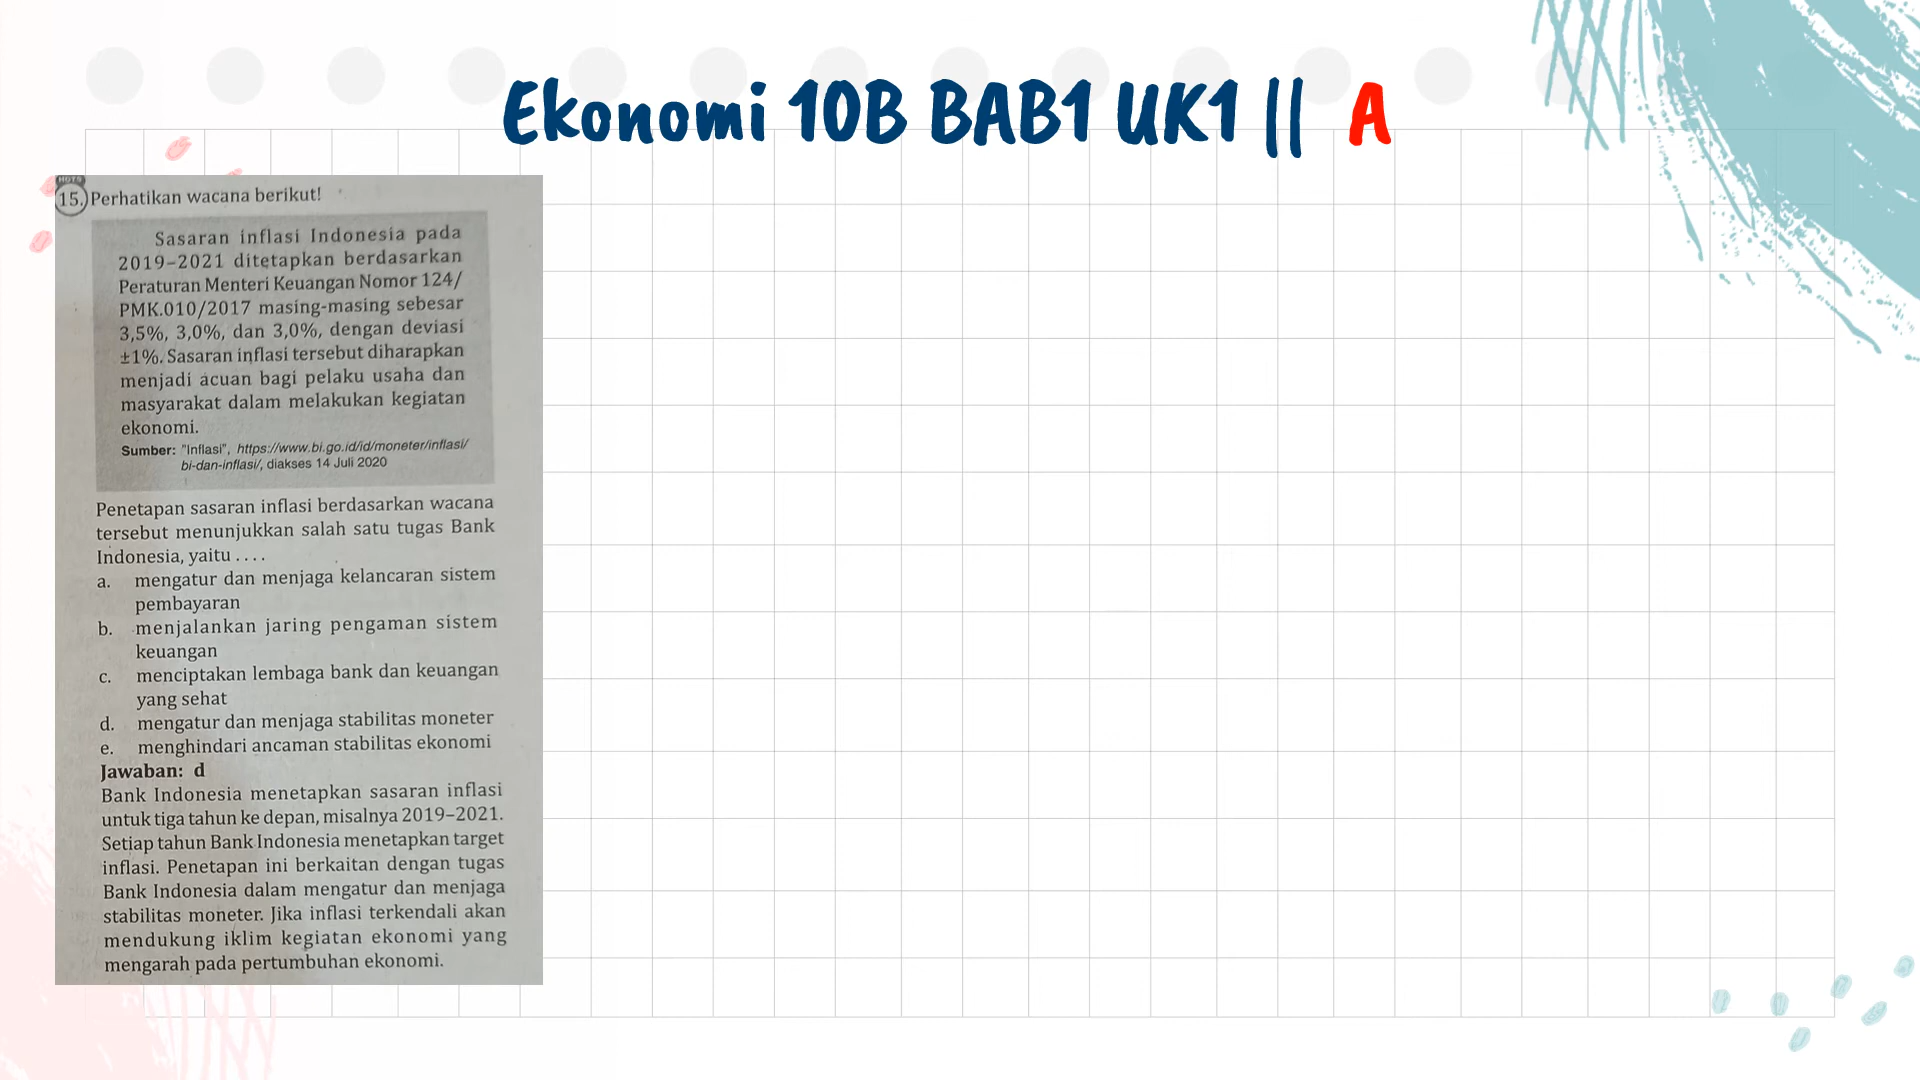 Ekonomi 10B BAB1 UK1 || A
HOTS
15. Perhatikan wacana berikut!
Sasaran inflasi Indonesia pada
2019–2021 ditetapkan berdasarkan
Peraturan Menteri Keuangan Nomor 124/
PMK.010/2017 masing-masing sebesar
3,5%, 3,0%, dan 3,0%, dengan deviasi
±1%. Sasaran inflasi tersebut diharapkan
menjadi acuan bagi pelaku usaha dan
masyarakat dalam melakukan kegiatan
ekonomi.
Sumber: "Inflasi", https://www.bi.go.id/id/moneter/inflasi/
bi-dan-inflasi/, diakses 14 Juli 2020
Penetapan sasaran inflasi berdasarkan wacana
tersebut menunjukkan salah satu tugas Bank
Indonesia, yaitu . . . .
a. mengatur dan menjaga kelancaran sistem
pembayaran
b. menjalankan jaring pengaman sistem
keuangan
c. menciptakan lembaga bank dan keuangan
yang sehat
d. mengatur dan menjaga stabilitas moneter
e. menghindari ancaman stabilitas ekonomi
Jawaban: d
Bank Indonesia menetapkan sasaran inflasi
untuk tiga tahun ke depan, misalnya 2019–2021.
Setiap tahun Bank Indonesia menetapkan target
inflasi. Penetapan ini berkaitan dengan tugas
Bank Indonesia dalam mengatur dan menjaga
stabilitas moneter. Jika inflasi terkendali akan
mendukung iklim kegiatan ekonomi yang
mengarah pada pertumbuhan ekonomi.